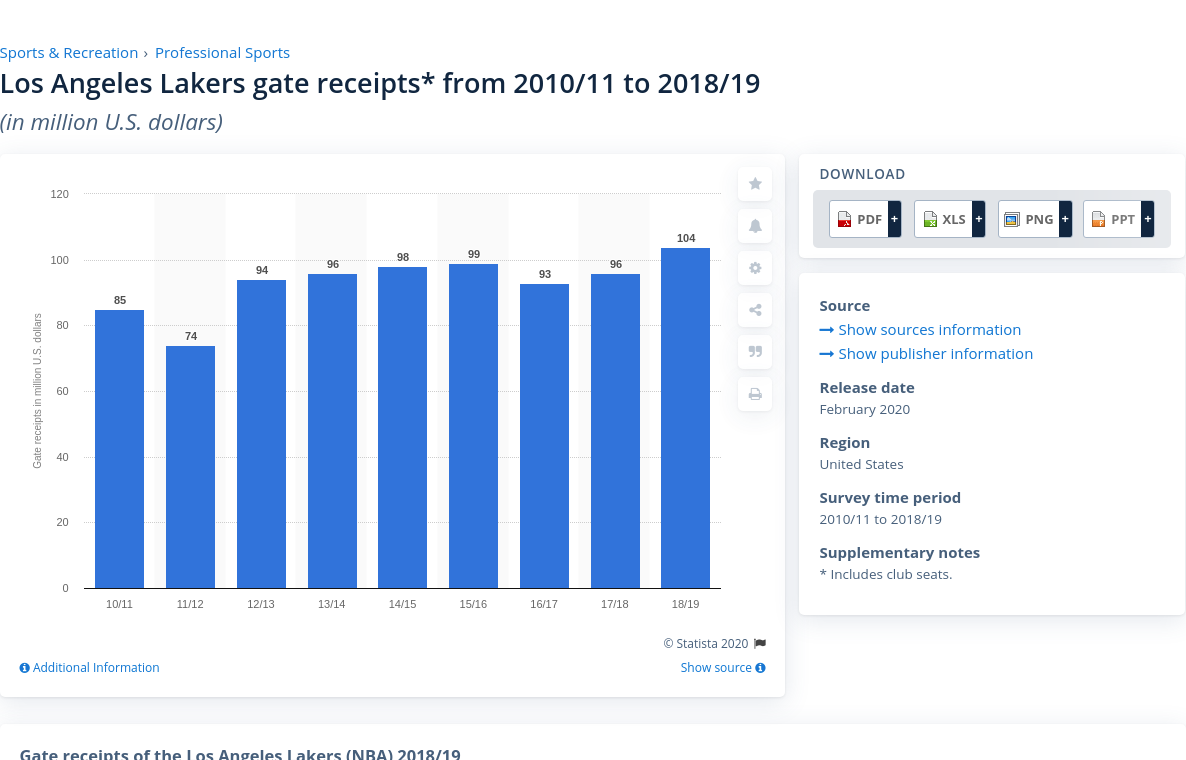 Sports & Recreation › Professional Sports
Los Angeles Lakers gate receipts* from 2010/11 to 2018/19
(in million U.S. dollars)
Gate receipts in million U.S. dollars
120
100
80
60
40
20
0
85
74
94
96
98
99
93
96
104
10/11 11/12 12/13 13/14 14/15 15/16 16/17 17/18 18/19
© Statista 2020
Additional Information
Show source
DOWNLOAD
PDF + XLS + PNG + PPT +
Source
Show sources information
Show publisher information
Release date
February 2020
Region
United States
Survey time period
2010/11 to 2018/19
Supplementary notes
* Includes club seats.
Gate receipts of the Los Angeles Lakers (NBA) 2018/19